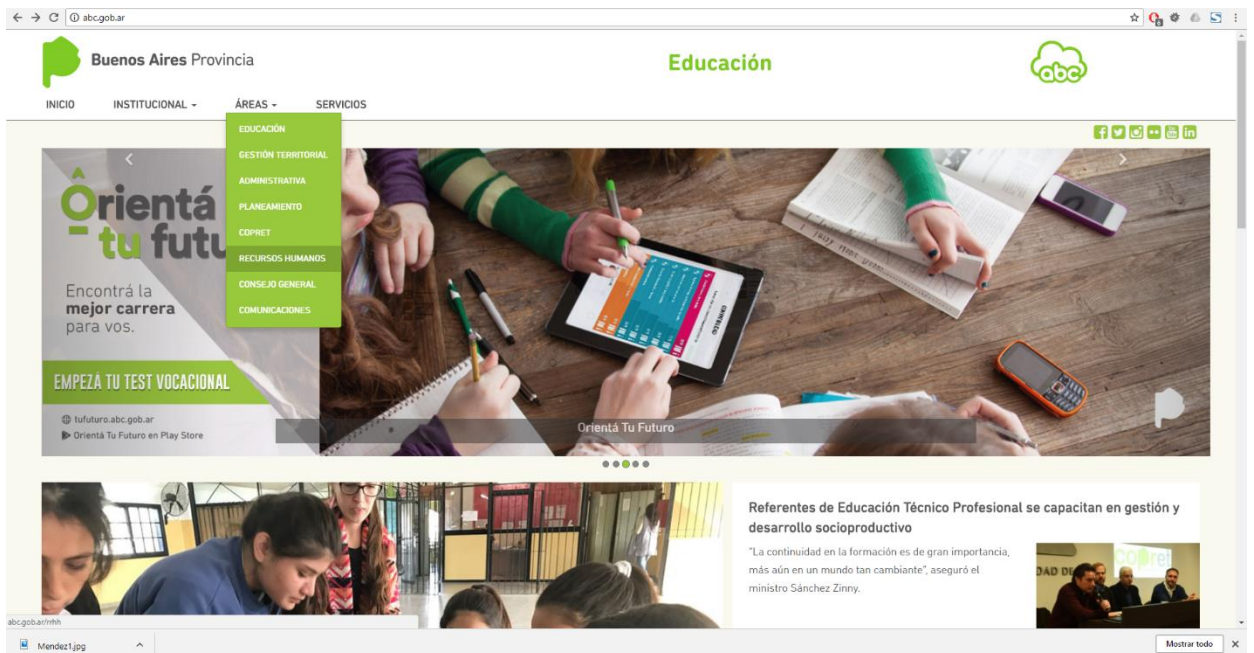 abc.gob.ar
Buenos Aires Provincia
Educación
abc
INICIO
INSTITUCIONAL
ÁREAS
SERVICIOS
EDUCACIÓN
GESTIÓN TERRITORIAL
ADMINISTRATIVA
PLANEAMIENTO
COPRET
RECURSOS HUMANOS
CONSEJO GENERAL
COMUNICACIONES
Orientá
tu futu
Encontrá la
mejor carrera
para vos.
EMPEZÁ TU TEST VOCACIONAL
tufuturo.abc.gob.ar
Orientá Tu Futuro en Play Store
Orientá Tu Futuro
Referentes de Educación Técnico Profesional se capacitan en gestión y
desarrollo socioproductivo
"La continuidad en la formación es de gran importancia,
más aún en un mundo tan cambiante", aseguró el
ministro Sánchez Zinny.
copret
DAD DE
abc.gob.ar/rrhh
Mendez1.jpg
Mostrar todo